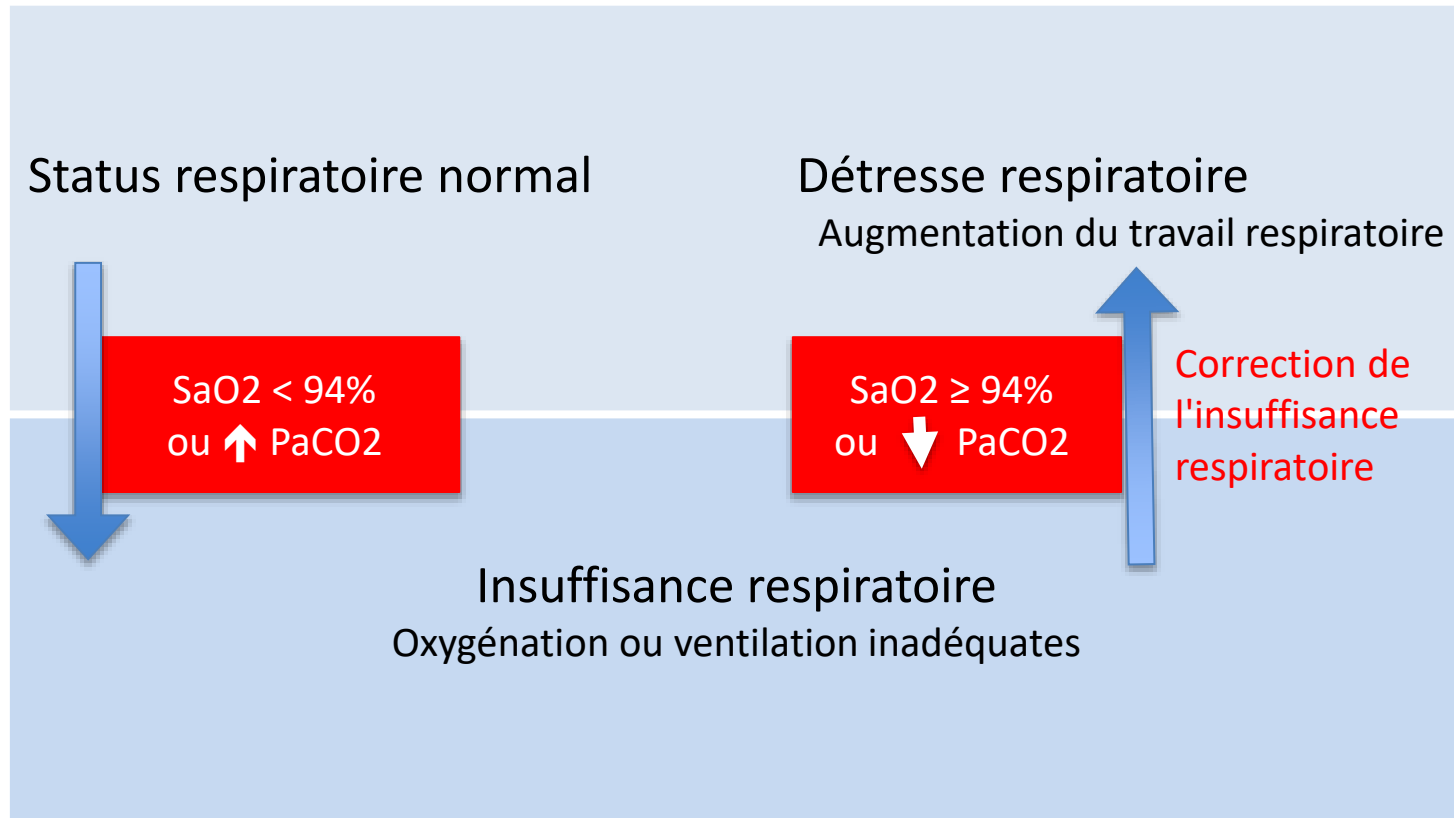 Status respiratoire normal
Détresse respiratoire
Augmentation du travail respiratoire
SaO2 < 94%
ou 🡅 PaCO2
SaO2 ≥ 94%
ou PaCO2
Correction de
l'insuffisance
respiratoire
Insuffisance respiratoire
Oxygénation ou ventilation inadéquates